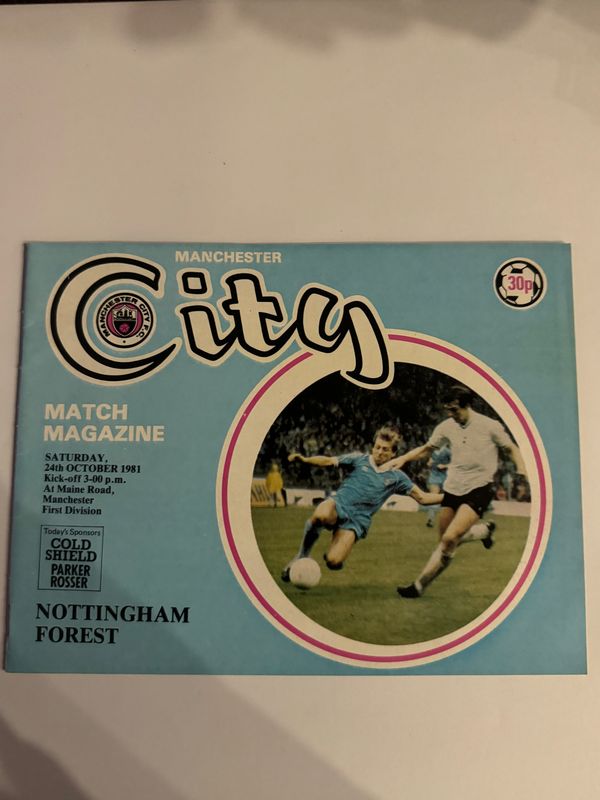 MANCHESTER
City
MANCHESTER CITY F.C.
30p
MATCH
MAGAZINE
SATURDAY,
24th OCTOBER 1981
Kick-off 3-00 p.m.
At Maine Road,
Manchester
First Division
Today's Sponsors
COLD
SHIELD
PARKER
ROSSER
NOTTINGHAM
FOREST